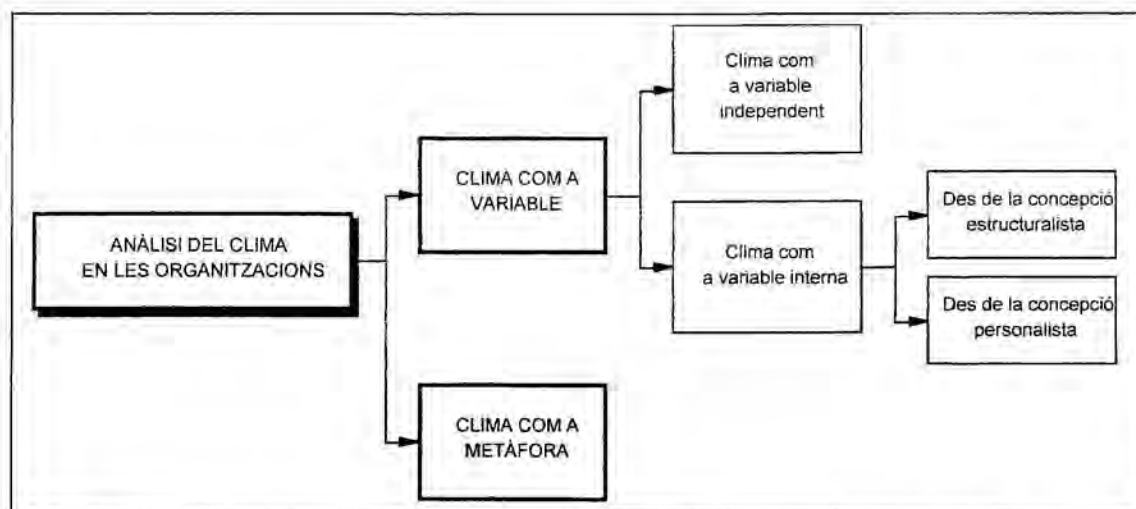 ANÀLISI DEL CLIMA
EN LES ORGANITZACIONS
CLIMA COM A
VARIABLE
CLIMA COM A
METÀFORA
Clima com
a variable
independent
Clima com
a variable interna
Des de la concepció
estructuralista
Des de la concepció
personalista